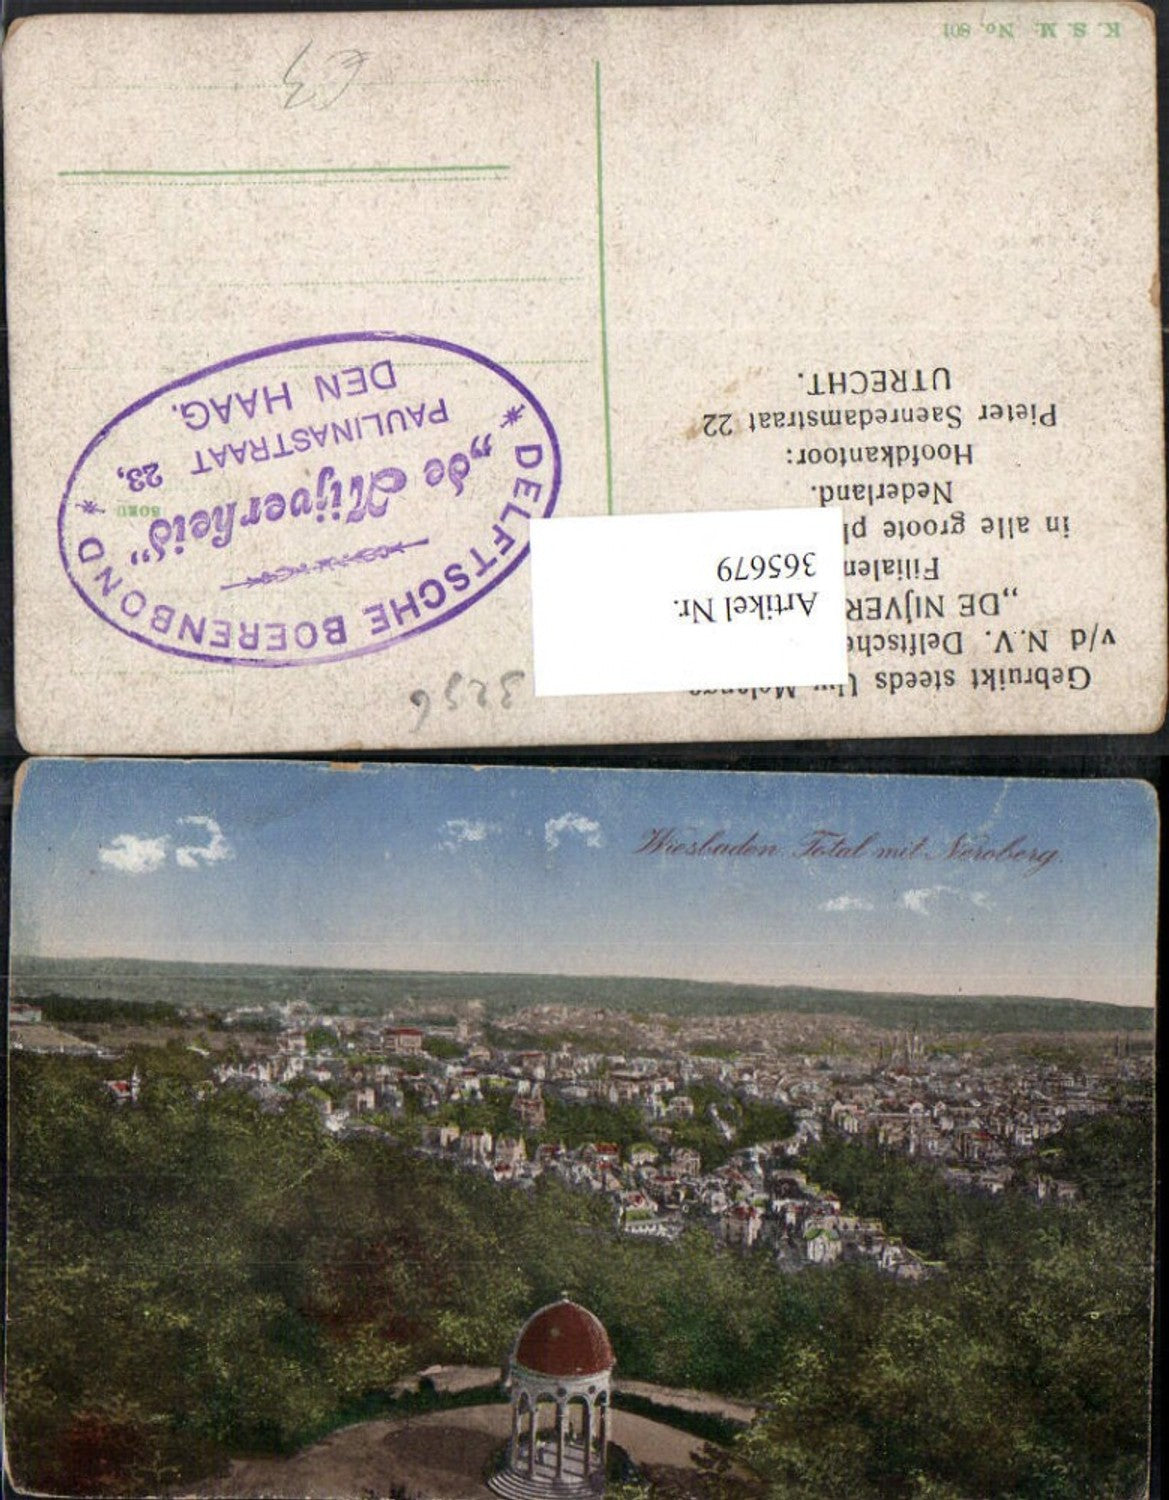 K. S. M. No. 801
Gebruikt steeds Uw Melange
v/d N.V. Delftsche
„DE NIJVER
Filialen
in alle groote pl
Nederland.
Hoofdkantoor:
Pieter Saenredamstraat 22
UTRECHT.
Artikel Nr.
365679
3256
DELFTSCHE BOERENBOND
„de Nijverheid”
PAULINASTRAAT 23,
DEN HAAG.
Wiesbaden Total mit Neroberg.